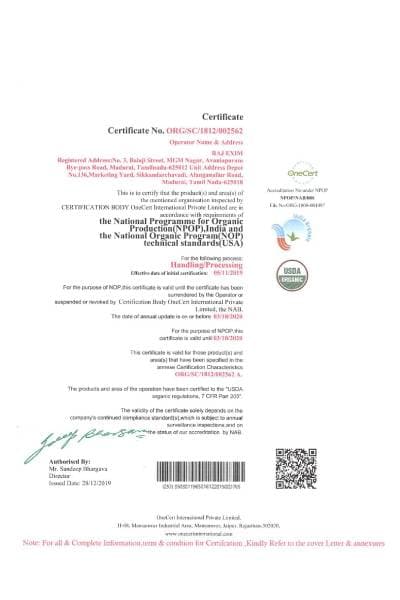 Certificate
Certificate No. ORG/SC/1812/002562
Operator Name & Address
RAJ EXIM
Registered Address:No. 3, Balaji Street, MGM Nagar, Avaniapuram
Bye-pass Road, Madurai, Tamilnadu-625012 Unit Address Depot
No.136,Marketing Yard, Sikkandarchavadi, Alanganallur Road,
Madurai, Tamil Nadu-625018
This is to certify that the product(s) and area(s) of
the mentioned organisation inspected by
CERTIFICATION BODY OneCert International Private Limited are in
accordance with requirements of
the National Programme for Organic
Production(NPOP),India and
the National Organic Program(NOP)
technical standards(USA)
For the following process:
Handling/Processing
Effective date of initial certification: 05/11/2019
For the purpose of NOP,this certificate is valid until the certificate has been
surrendered by the Operator or
suspended or revoked by Certification Body OneCert International Private
Limited, the NAB.
The date of annual update is on or before 03/10/2020
For the purpose of NPOP,this
certificate is valid until 03/10/2020
This certificate is valid for those product(s) and
area(s) that have been specified in the
annexe Certification Characteristics
ORG/SC/1812/002562 A.
The products and area of the operation have been certified to the "USDA
organic regulations, 7 CFR Part 205".
The validity of the certificate solely depends on the
company's continued compliance standard(s),which is subject to annual
surveillance inspections,and on
the status of our accreditation by NAB.
OneCert
Accreditation No under NPOP
NPOP/NAB/008
USDA
ORGANIC
Authorised By:
Mr. Sandeep Bhargava
Director
Issued Date: 28/12/2019
OneCert International Private Limited,
H-08, Mansarovar Industrial Area, Mansarovar, Jaipur, Rajasthan-302020,
www.onecertinternational.com
Note: For all & Complete Information,term & condtion for Certifcation ,Kindly Refer to the cover Letter & annexures